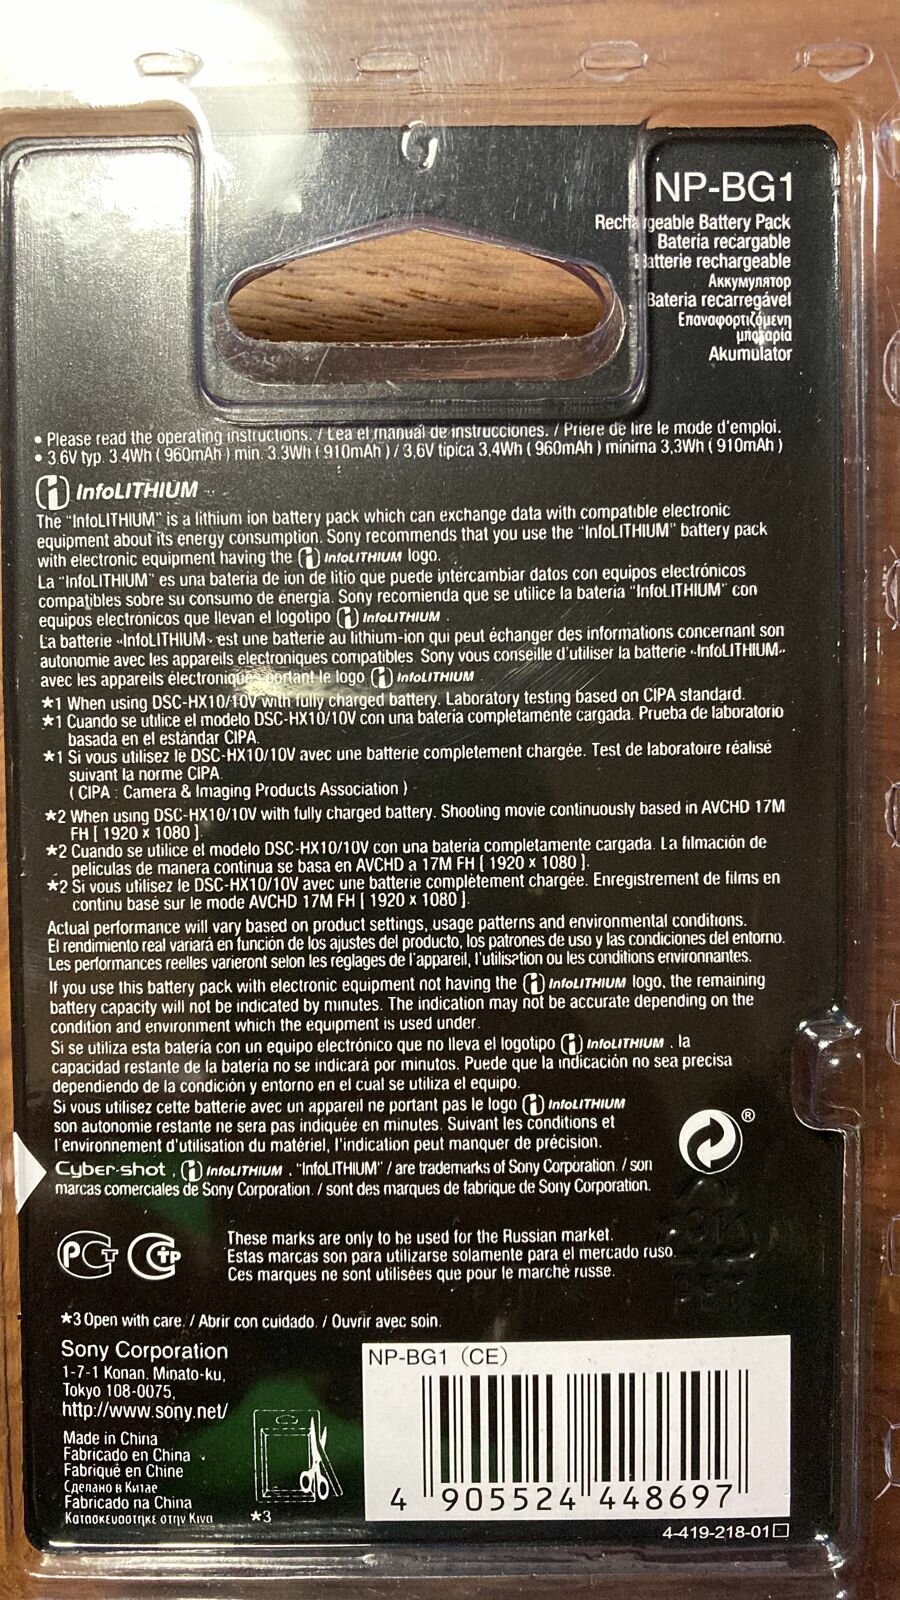 NP-BG1
Rechargeable Battery Pack
Batería recargable
Batterie rechargeable
Аккумулятор
Bateria recarregável
Επαναφορτιζόμενη
μπαταρία
Akumulator
• Please read the operating instructions. / Lea el manual de instrucciones. / Prière de lire le mode d'emploi.
• 3.6V typ. 3.4Wh ( 960mAh ) min. 3.3Wh ( 910mAh ) / 3,6V típica 3,4Wh ( 960mAh ) mínima 3,3Wh ( 910mAh )
InfoLITHIUM
The "InfoLITHIUM" is a lithium ion battery pack which can exchange data with compatible electronic
equipment about its energy consumption. Sony recommends that you use the "InfoLITHIUM" battery pack
with electronic equipment having the InfoLITHIUM logo.
La "InfoLITHIUM" es una batería de ion de litio que puede intercambiar datos con equipos electrónicos
compatibles sobre su consumo de energía. Sony recomienda que se utilice la batería "InfoLITHIUM" con
equipos electrónicos que llevan el logotipo InfoLITHIUM .
La batterie «InfoLITHIUM» est une batterie au lithium-ion qui peut échanger des informations concernant son
autonomie avec les appareils électroniques compatibles. Sony vous conseille d'utiliser la batterie «InfoLITHIUM»
avec les appareils électroniques portant le logo InfoLITHIUM .
*1 When using DSC-HX10/10V with fully charged battery. Laboratory testing based on CIPA standard.
*1 Cuando se utilice el modelo DSC-HX10/10V con una batería completamente cargada. Prueba de laboratorio
basada en el estándar CIPA.
*1 Si vous utilisez le DSC-HX10/10V avec une batterie complètement chargée. Test de laboratoire réalisé
suivant la norme CIPA.
( CIPA : Camera & Imaging Products Association )
*2 When using DSC-HX10/10V with fully charged battery. Shooting movie continuously based in AVCHD 17M
FH [ 1920 x 1080 ].
*2 Cuando se utilice el modelo DSC-HX10/10V con una batería completamente cargada. La filmación de
películas de manera continua se basa en AVCHD a 17M FH [ 1920 x 1080 ].
*2 Si vous utilisez le DSC-HX10/10V avec une batterie complètement chargée. Enregistrement de films en
continu basé sur le mode AVCHD 17M FH [ 1920 x 1080 ].
Actual performance will vary based on product settings, usage patterns and environmental conditions.
El rendimiento real variará en función de los ajustes del producto, los patrones de uso y las condiciones del entorno.
Les performances réelles varieront selon les réglages de l'appareil, l'utilisation ou les conditions environnantes.
If you use this battery pack with electronic equipment not having the InfoLITHIUM logo, the remaining
battery capacity will not be indicated by minutes. The indication may not be accurate depending on the
condition and environment which the equipment is used under.
Si se utiliza esta batería con un equipo electrónico que no lleva el logotipo InfoLITHIUM , la
capacidad restante de la batería no se indicará por minutos. Puede que la indicación no sea precisa
dependiendo de la condición y entorno en el cual se utiliza el equipo.
Si vous utilisez cette batterie avec un appareil ne portant pas le logo InfoLITHIUM
son autonomie restante ne sera pas indiquée en minutes. Suivant les conditions et
l'environnement d'utilisation du matériel, l'indication peut manquer de précision.
Cyber-shot , InfoLITHIUM , "InfoLITHIUM" / are trademarks of Sony Corporation. / son
marcas comerciales de Sony Corporation. / sont des marques de fabrique de Sony Corporation.
These marks are only to be used for the Russian market.
Estas marcas son para utilizarse solamente para el mercado ruso.
Ces marques ne sont utilisées que pour le marché russe.
*3 Open with care. / Abrir con cuidado. / Ouvrir avec soin.
Sony Corporation
1-7-1 Konan, Minato-ku,
Tokyo 108-0075,
http://www.sony.net/
Made in China
Fabricado en China
Fabriqué en Chine
Сделано в Китае
Fabricado na China
Κατασκευάστηκε στην Κίνα
*3
NP-BG1 (CE)
4 905524 448697
4-419-218-01